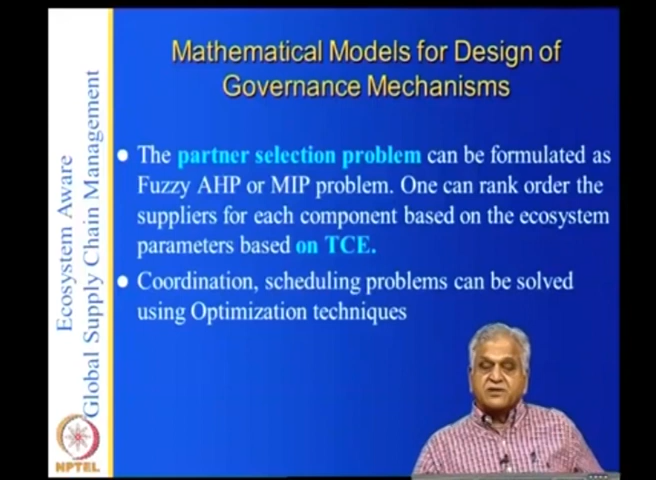 Mathematical Models for Design of
Governance Mechanisms
The partner selection problem can be formulated as
Fuzzy AHP or MIP problem. One can rank order the
suppliers for each component based on the ecosystem
parameters based on TCE.
Coordination, scheduling problems can be solved
using Optimization techniques
Ecosystem Aware
Global Supply Chain Management
NPTEL